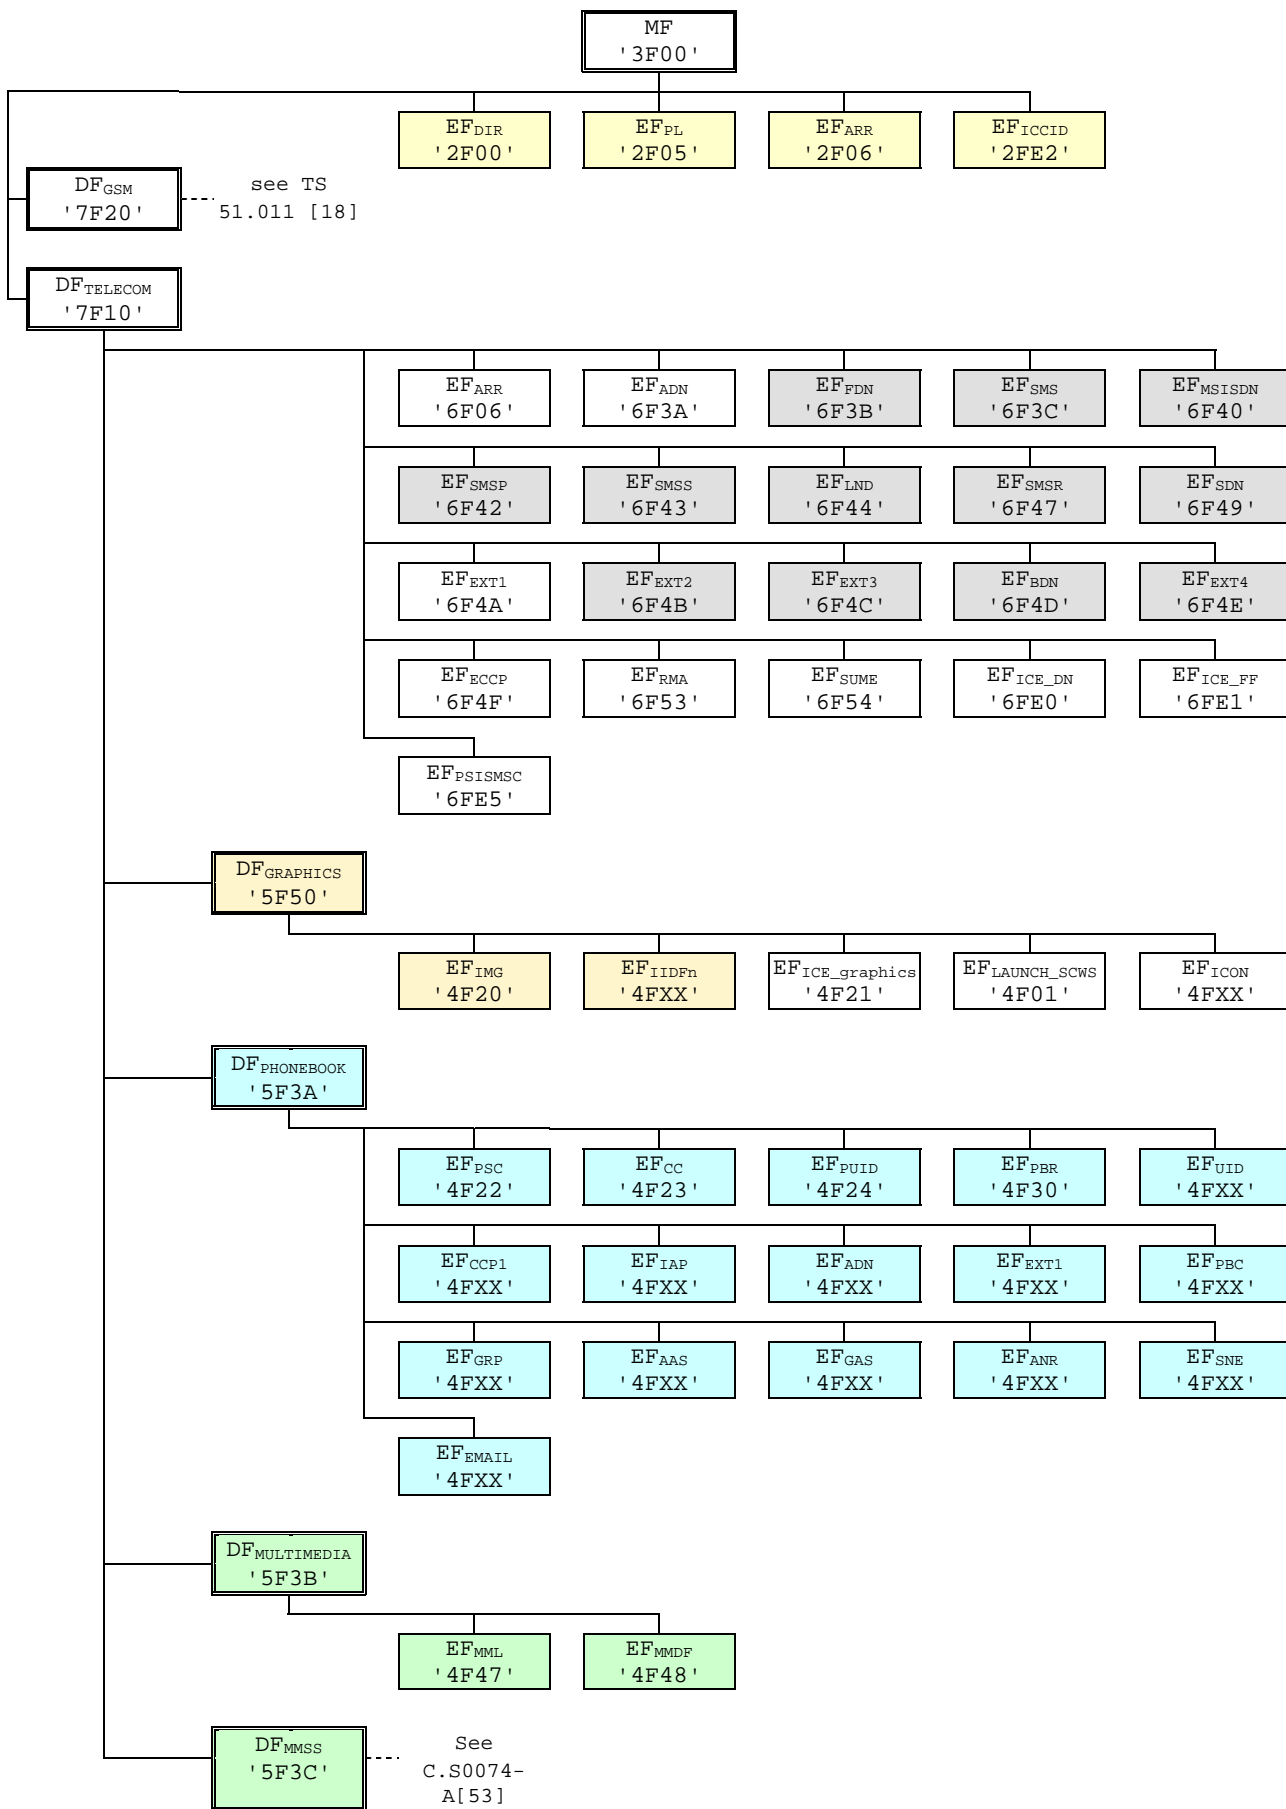 MF
'3F00'
EFDIR
'2F00'
EFPL
'2F05'
EFARR
'2F06'
EFICCID
'2FE2'
DFGSM
'7F20'
see TS
51.011 [18]
DFTELECOM
'7F10'
EFARR
'6F06'
EFADN
'6F3A'
EFFDN
'6F3B'
EFSMS
'6F3C'
EFMSISDN
'6F40'
EFSMSP
'6F42'
EFSMSS
'6F43'
EFLND
'6F44'
EFSMSR
'6F47'
EFSDN
'6F49'
EFEXT1
'6F4A'
EFEXT2
'6F4B'
EFEXT3
'6F4C'
EFBDN
'6F4D'
EFEXT4
'6F4E'
EFECCP
'6F4F'
EFRMA
'6F53'
EFSUME
'6F54'
EFICE_DN
'6FE0'
EFICE_FF
'6FE1'
EFPSISMSC
'6FE5'
DFGRAPHICS
'5F50'
EFIMG
'4F20'
EFIIDFn
'4FXX'
EFICE_graphics
'4F21'
EFLAUNCH_SCWS
'4F01'
EFICON
'4FXX'
DFPHONEBOOK
'5F3A'
EFPSC
'4F22'
EFCC
'4F23'
EFPUID
'4F24'
EFPBR
'4F30'
EFUID
'4FXX'
EFCCP1
'4FXX'
EFIAP
'4FXX'
EFADN
'4FXX'
EFEXT1
'4FXX'
EFPBC
'4FXX'
EFGRP
'4FXX'
EFAAS
'4FXX'
EFGAS
'4FXX'
EFANR
'4FXX'
EFSNE
'4FXX'
EFEMAIL
'4FXX'
DFMULTIMEDIA
'5F3B'
EFMML
'4F47'
EFMMDF
'4F48'
DFMMSS
'5F3C'
See
C.S0074-
A[53]